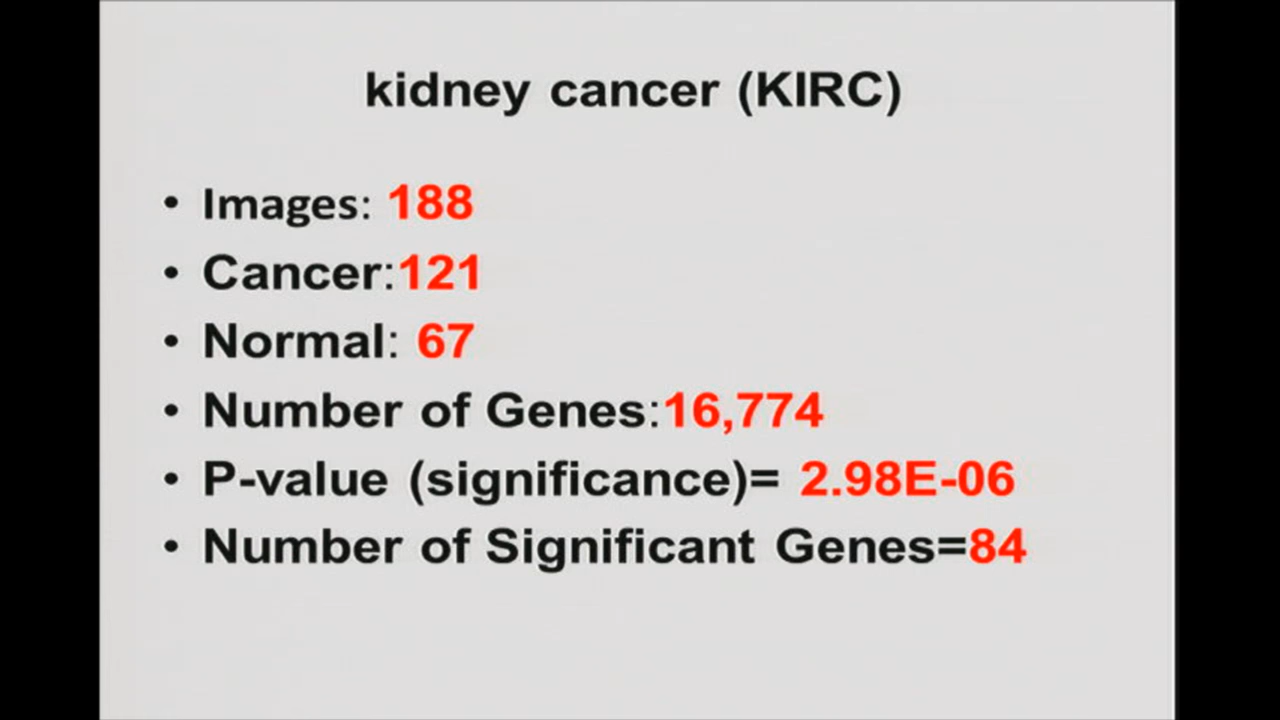 kidney cancer (KIRC)
• Images: 188
• Cancer:121
• Normal: 67
• Number of Genes:16,774
• P-value (significance)= 2.98E-06
• Number of Significant Genes=84